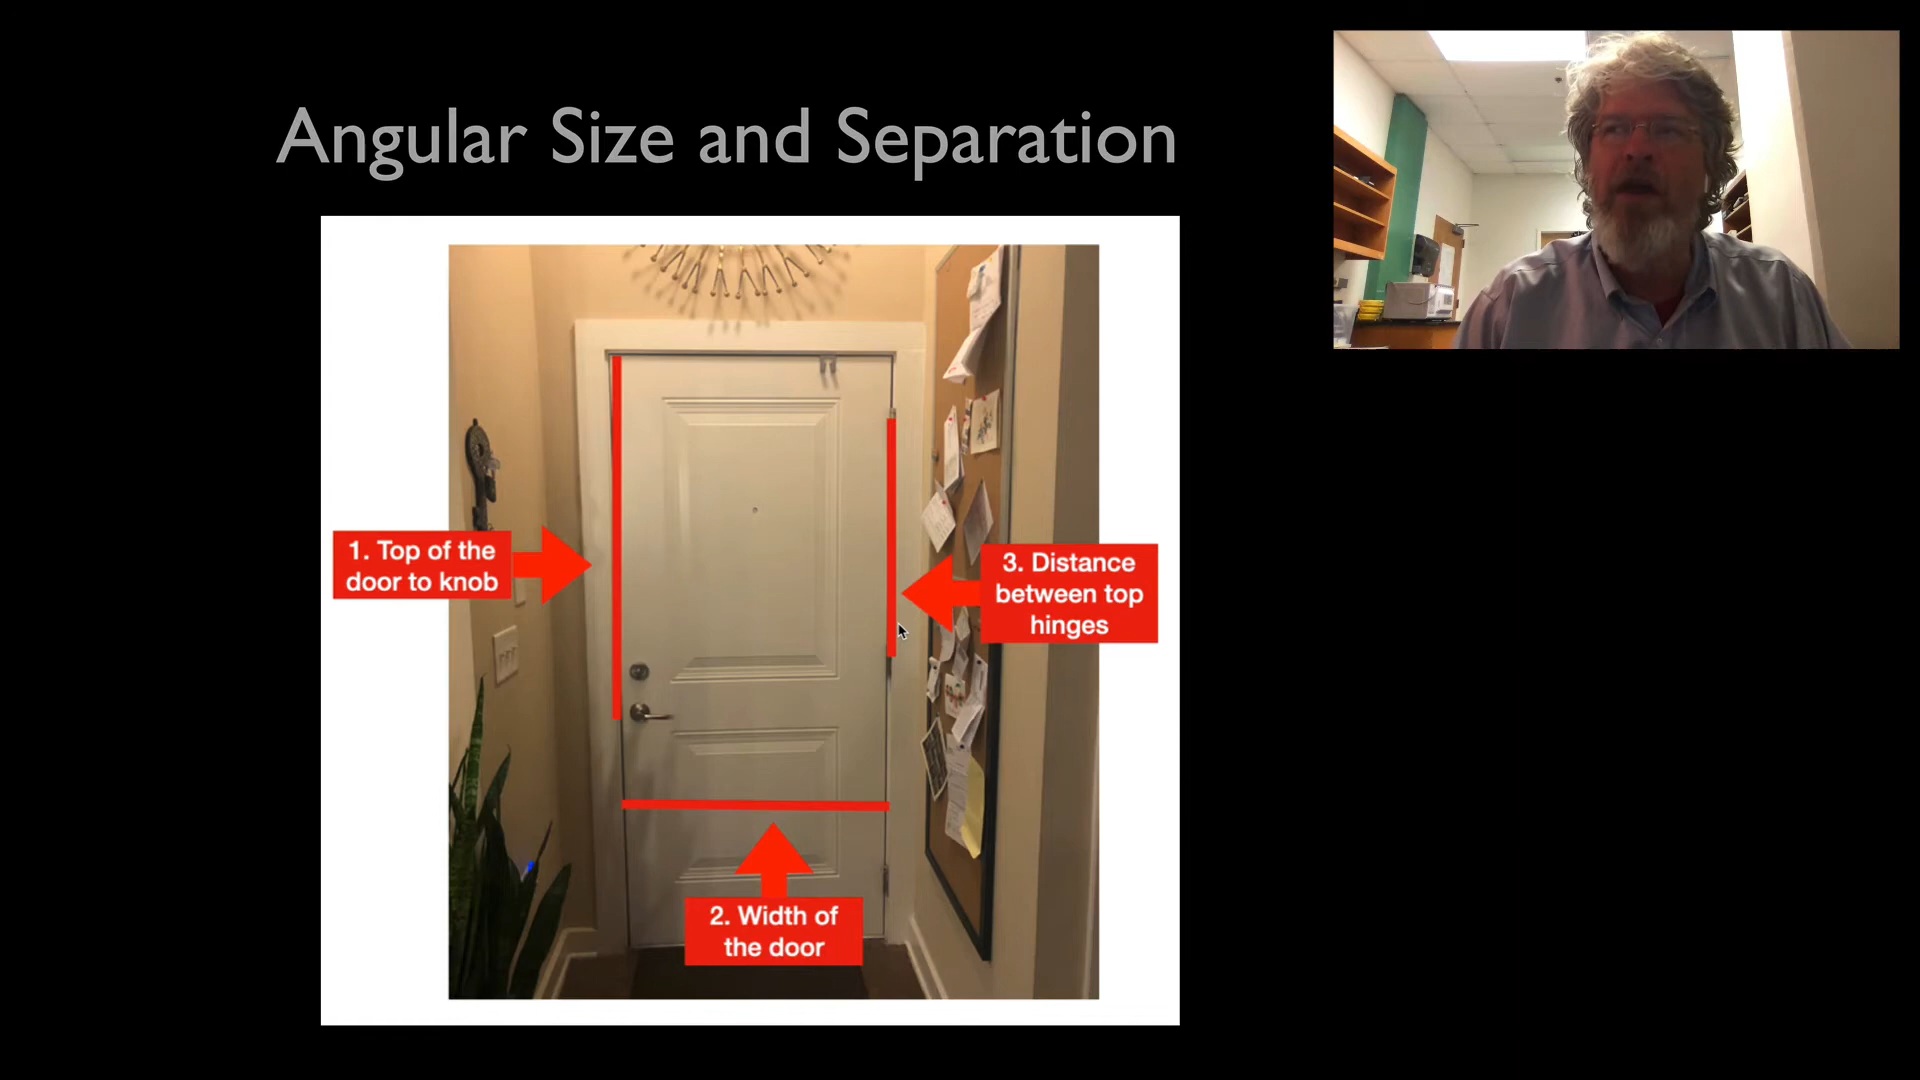 Angular Size and Separation
1. Top of the
door to knob
3. Distance
between top
hinges
2. Width of
the door